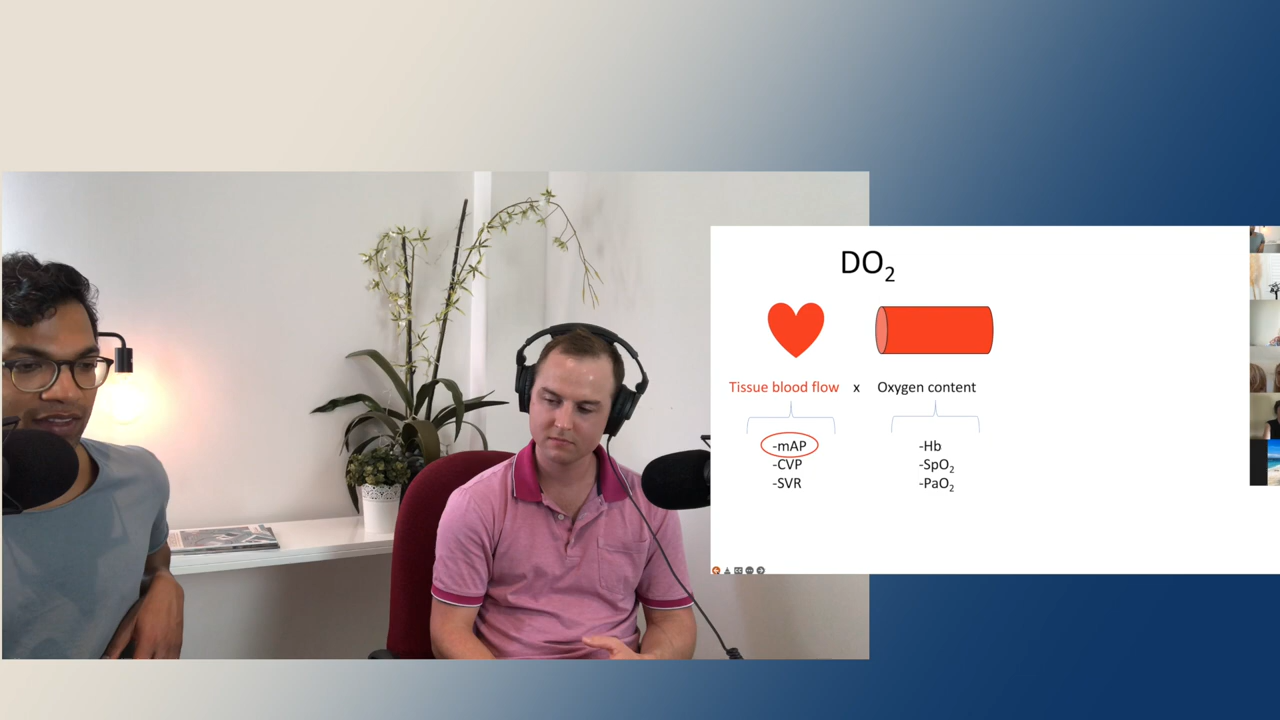 DO₂
Tissue blood flow x Oxygen content
-mAP
-CVP
-SVR
-Hb
-SpO₂
-PaO₂